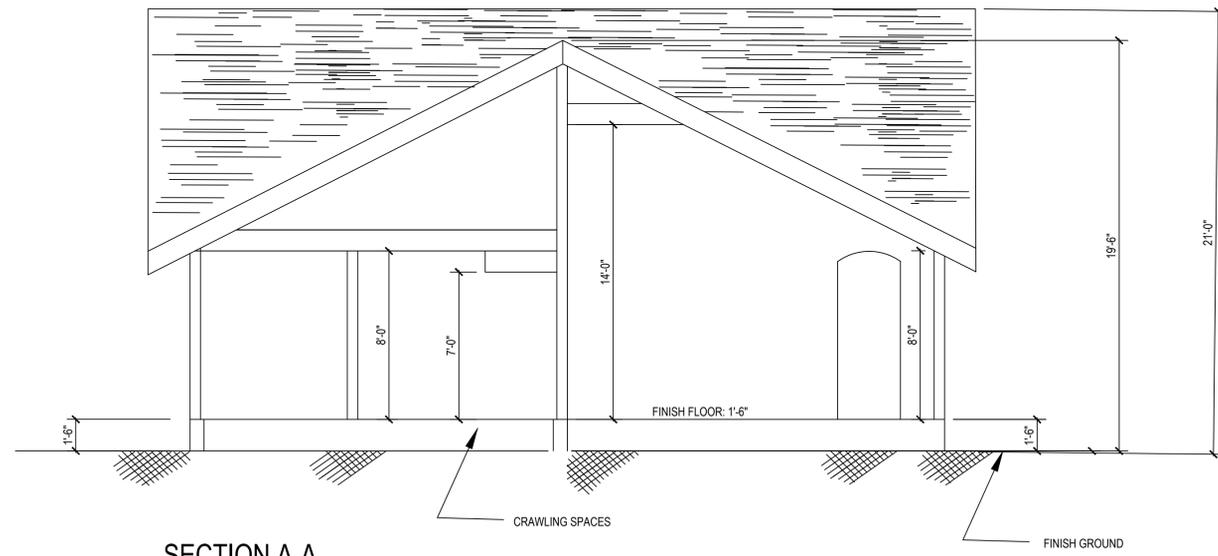 19'-6"
21'-0"
14'-0"
8'-0"
7'-0"
8'-0"
FINISH FLOOR: 1'-6"
1'-6"
1'-6"
CRAWLING SPACES
FINISH GROUND
SECTION A-A